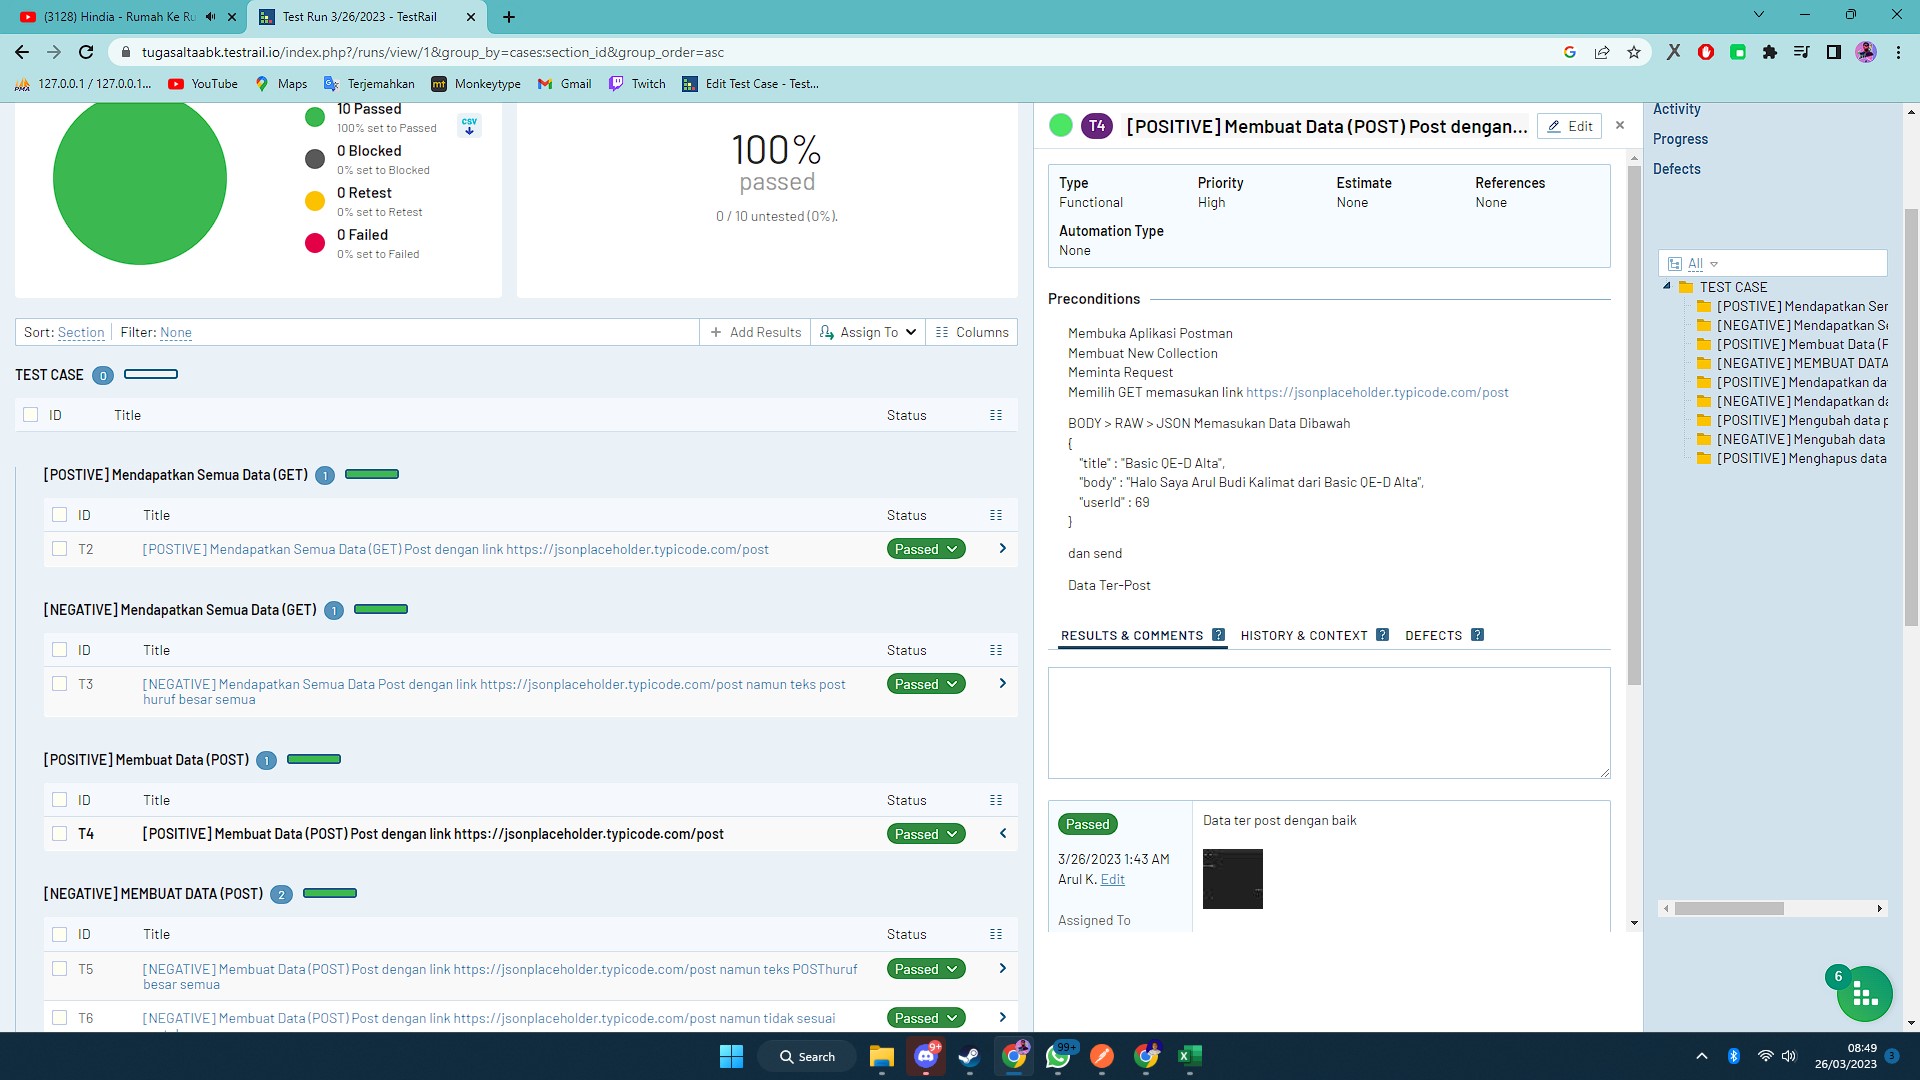 (3128) Hindia - Rumah Ke Ru
Test Run 3/26/2023 - TestRail
tugasaltaabk.testrail.io/index.php?/runs/view/1&group_by=cases:section_id&group_order=asc
127.0.0.1 / 127.0.0.1...
YouTube
Maps
Terjemahkan
Monkeytype
Gmail
Twitch
Edit Test Case - Test...
10 Passed
100% set to Passed
CSV
0 Blocked
0% set to Blocked
0 Retest
0% set to Retest
0 Failed
0% set to Failed
100%
passed
0 / 10 untested (0%).
Sort: Section
Filter: None
Add Results
Assign To
Columns
TEST CASE 0
ID Title Status
[POSTIVE] Mendapatkan Semua Data (GET) 1
ID Title Status
T2 [POSTIVE] Mendapatkan Semua Data (GET) Post dengan link https://jsonplaceholder.typicode.com/post Passed
[NEGATIVE] Mendapatkan Semua Data (GET) 1
ID Title Status
T3 [NEGATIVE] Mendapatkan Semua Data Post dengan link https://jsonplaceholder.typicode.com/post namun teks post Passed
huruf besar semua
[POSITIVE] Membuat Data (POST) 1
ID Title Status
T4 [POSITIVE] Membuat Data (POST) Post dengan link https://jsonplaceholder.typicode.com/post Passed
[NEGATIVE] MEMBUAT DATA (POST) 2
ID Title Status
T5 [NEGATIVE] Membuat Data (POST) Post dengan link https://jsonplaceholder.typicode.com/post namun teks POSThuruf Passed
besar semua
T6 [NEGATIVE] Membuat Data (POST) Post dengan link https://jsonplaceholder.typicode.com/post namun tidak sesuai Passed
T4 [POSITIVE] Membuat Data (POST) Post dengan... Edit
Type Priority Estimate References
Functional High None None
Automation Type
None
Preconditions
Membuka Aplikasi Postman
Membuat New Collection
Meminta Request
Memilih GET memasukan link https://jsonplaceholder.typicode.com/post
BODY > RAW > JSON Memasukan Data Dibawah
{
"title" : "Basic QE-D Alta",
"body" : "Halo Saya Arul Budi Kalimat dari Basic QE-D Alta",
"userId" : 69
}
dan send
Data Ter-Post
RESULTS & COMMENTS ? HISTORY & CONTEXT ? DEFECTS ?
Passed
Data ter post dengan baik
3/26/2023 1:43 AM
Arul K. Edit
Assigned To
Activity
Progress
Defects
All
TEST CASE
[POSTIVE] Mendapatkan Ser
[NEGATIVE] Mendapatkan Se
[POSITIVE] Membuat Data (P
[NEGATIVE] MEMBUAT DATA
[POSITIVE] Mendapatkan da
[NEGATIVE] Mendapatkan da
[POSITIVE] Mengubah data p
[NEGATIVE] Mengubah data
[POSITIVE] Menghapus data
6
Search
9+
99+
08:49
26/03/2023
3